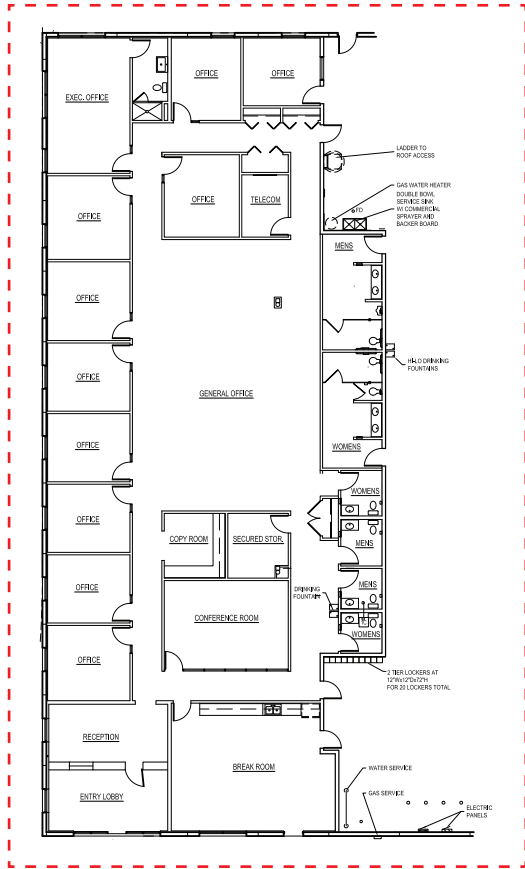 OFFICE
OFFICE
EXEC. OFFICE
LADDER TO
ROOF ACCESS
GAS WATER HEATER
DOUBLE BOWL
SERVICE SINK
W/ COMMERCIAL
SPRAYER AND
BACKER BOARD
FD
OFFICE
TELECOM
OFFICE
MENS
OFFICE
HI-LO DRINKING
FOUNTAINS
OFFICE
GENERAL OFFICE
OFFICE
WOMENS
WOMENS
OFFICE
COPY ROOM
SECURED STOR.
MENS
OFFICE
MENS
DRINKING
FOUNTAIN
CONFERENCE ROOM
WOMENS
OFFICE
2 TIER LOCKERS AT
12"Wx12"Dx72"H
FOR 20 LOCKERS TOTAL
RECEPTION
BREAK ROOM
WATER SERVICE
GAS SERVICE
ENTRY LOBBY
ELECTRIC
PANELS